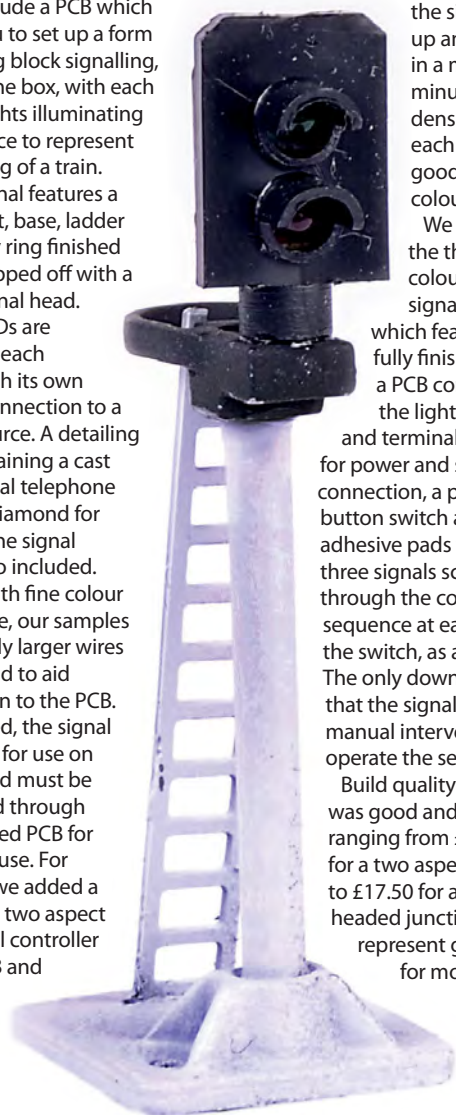 ude a PCB which
u to set up a form
g block signalling,
ne box, with each
hts illuminating
ce to represent
g of a train.
nal features a
t, base, ladder
ring finished
pped off with a
nal head.
Ds are
each
h its own
nnection to a
urce. A detailing
aining a cast
al telephone
iamond for
ne signal
o included.
th fine colour
e, our samples
ly larger wires
d to aid
n to the PCB.
d, the signal
for use on
d must be
d through
ed PCB for
use. For
we added a
two aspect
l controller
B and
the s
up ar
in a m
minu
dens
each
good
colou
We
the th
colou
signa
which fea
fully finis
a PCB co
the light
and terminal
for power and s
connection, a p
button switch a
adhesive pads
three signals sc
through the co
sequence at ea
the switch, as a
The only down
that the signal
manual interve
operate the se
Build quality
was good and
ranging from £
for a two aspe
to £17.50 for a
headed juncti
represent g
for mo